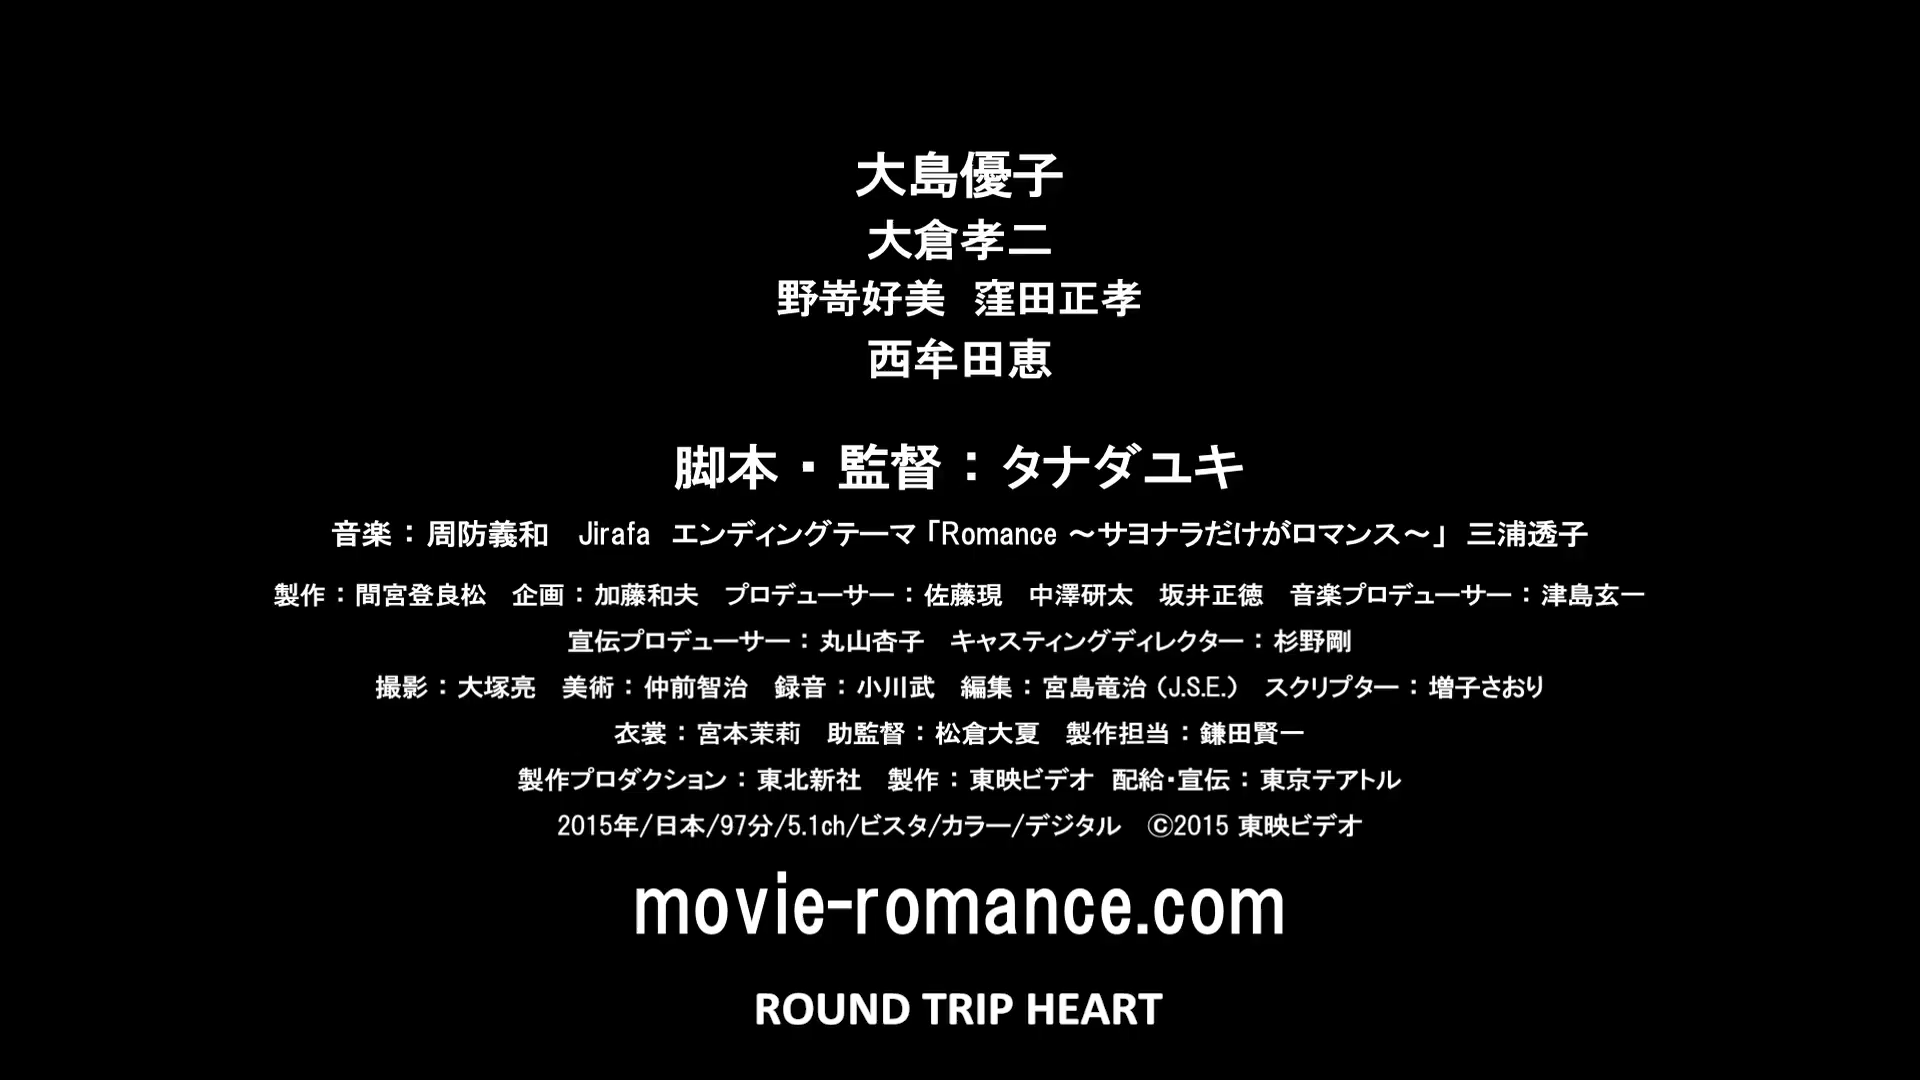 大島優子
大倉孝二
野嵜好美　窪田正孝
西牟田恵
脚本・監督：タナダユキ
音楽：周防義和　Jirafa　エンディングテーマ「Romance ～サヨナラだけがロマンス～」　三浦透子
製作：間宮登良松　企画：加藤和夫　プロデューサー：佐藤現　中澤研太　坂井正徳　音楽プロデューサー：津島玄一
宣伝プロデューサー：丸山杏子　キャスティングディレクター：杉野剛
撮影：大塚亮　美術：仲前智治　録音：小川武　編集：宮島竜治（J.S.E.）　スクリプター：増子さおり
衣裳：宮本茉莉　助監督：松倉大夏　製作担当：鎌田賢一
製作プロダクション：東北新社　製作：東映ビデオ　配給・宣伝：東京テアトル
2015年/日本/97分/5.1ch/ビスタ/カラー/デジタル　©2015 東映ビデオ
movie-romance.com
ROUND TRIP HEART